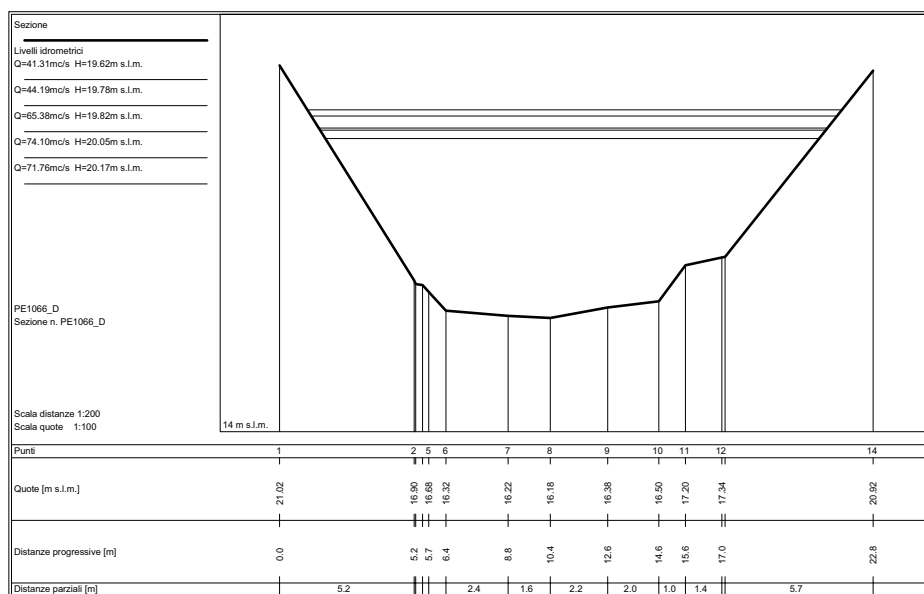 Sezione
Livelli idrometrici
Q=41.31mc/s H=19.62m s.l.m.
Q=44.19mc/s H=19.78m s.l.m.
Q=65.38mc/s H=19.82m s.l.m.
Q=74.10mc/s H=20.05m s.l.m.
Q=71.76mc/s H=20.17m s.l.m.
PE1066_D
Sezione n. PE1066_D
Scala distanze 1:200
Scala quote 1:100
14 m s.l.m.
Punti 1 2 5 6 7 8 9 10 11 12 14
Quote [m s.l.m.] 21.02 16.90 16.68 16.32 16.22 16.18 16.38 16.50 17.20 17.34 20.92
Distanze progressive [m] 0.0 5.2 5.7 6.4 8.8 10.4 12.6 14.6 15.6 17.0 22.8
Distanze parziali [m] 5.2 2.4 1.6 2.2 2.0 1.0 1.4 5.7